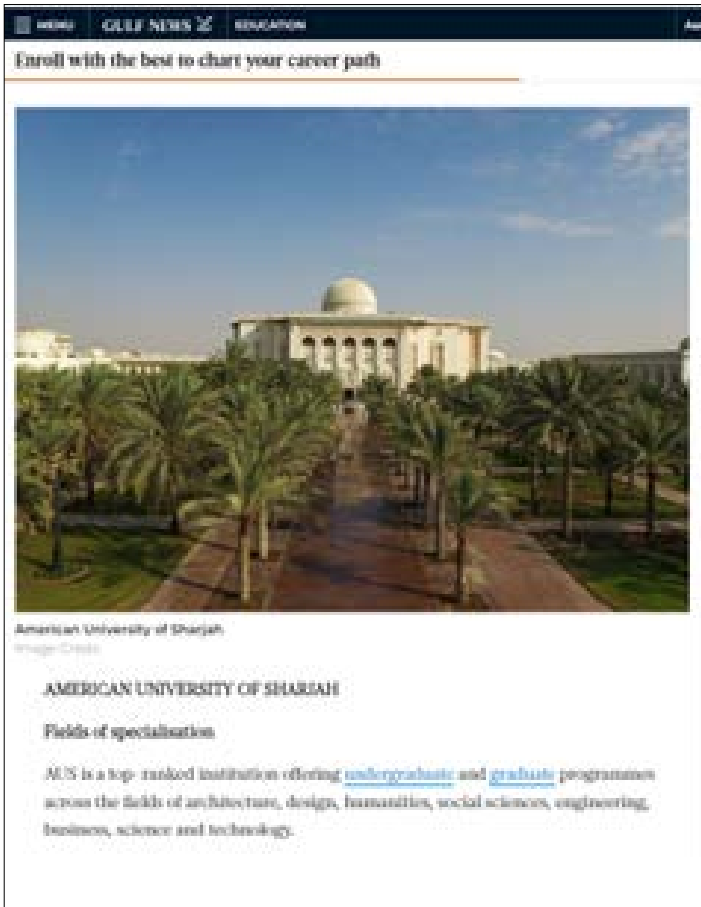 MENU GULF NEWS EDUCATION
Enroll with the best to chart your career path
American University of Sharjah
Image Credit:
AMERICAN UNIVERSITY OF SHARJAH
Fields of specialisation
AUS is a top- ranked institution offering undergraduate and graduate programmes
across the fields of architecture, design, humanities, social sciences, engineering,
business, science and technology.